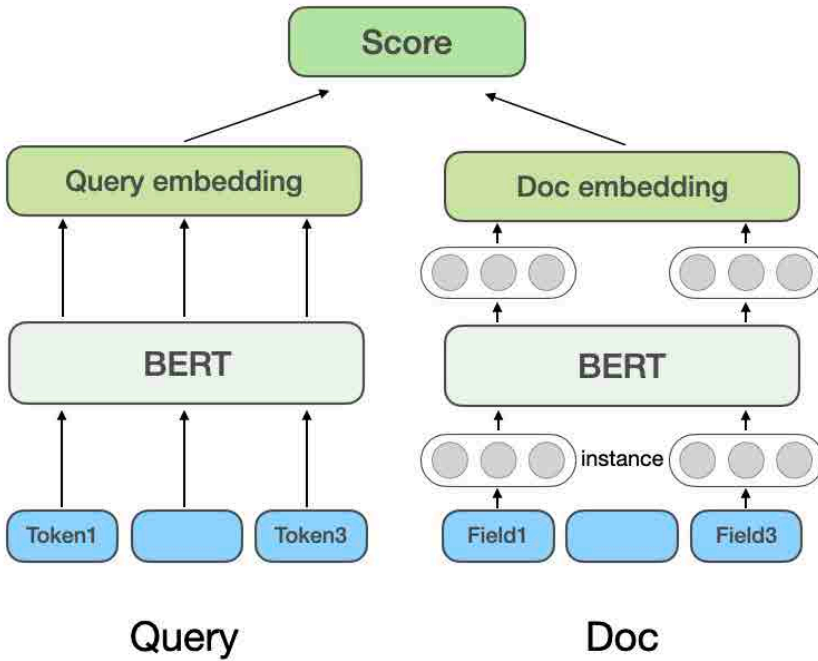 Score
Query embedding
Doc embedding
BERT
BERT
instance
Token1
Token3
Field1
Field3
Query
Doc